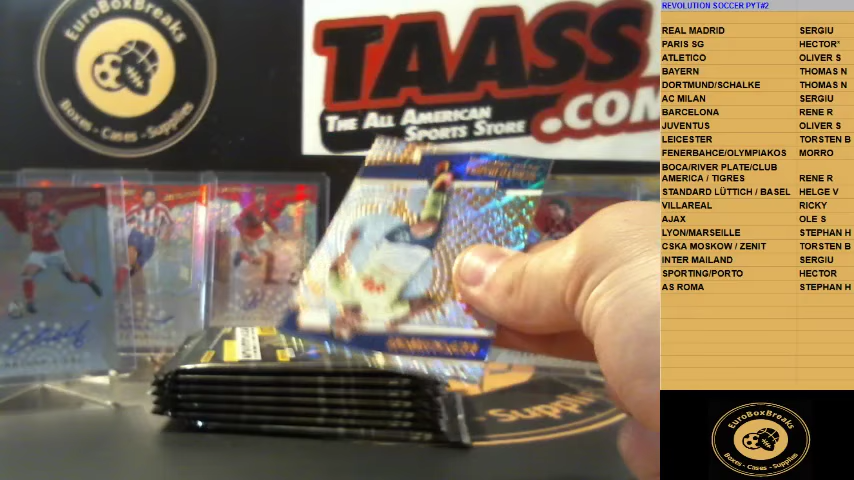 EuroBoxBreaks
Boxes - Cases - Supplies
TAASS
.COM
THE ALL AMERICAN
SPORTS STORE
REVOLUTION SOCCER PYT#2
REAL MADRID SERGIU
PARIS SG HECTOR*
ATLETICO OLIVER S
BAYERN THOMAS N
DORTMUND/SCHALKE THOMAS N
AC MILAN SERGIU
BARCELONA RENE R
JUVENTUS OLIVER S
LEICESTER TORSTEN B
FENERBAHCE/OLYMPIAKOS MORRO
BOCA/RIVER PLATE/CLUB
AMERICA / TIGRES RENE R
STANDARD LÜTTICH / BASEL HELGE V
VILLAREAL RICKY
AJAX OLE S
LYON/MARSEILLE STEPHAN H
CSKA MOSKOW / ZENIT TORSTEN B
INTER MAILAND SERGIU
SPORTING/PORTO HECTOR
AS ROMA STEPHAN H
EuroBoxBreaks
Boxes - Cases - Supplies
- Supplies